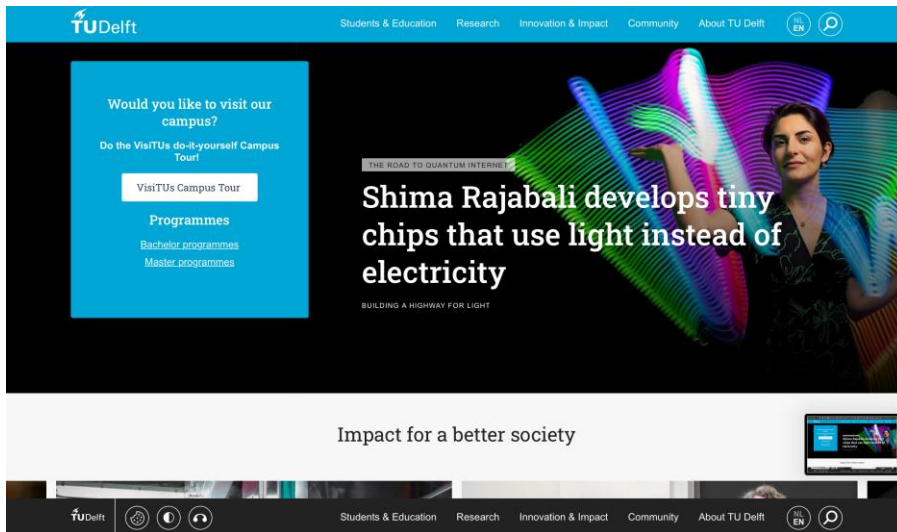 TUDelft
Students & Education Research Innovation & Impact Community About TU Delft NL
EN
Would you like to visit our
campus?
Do the VisiTUs do-it-yourself Campus
Tour!
VisiTUs Campus Tour
Programmes
Bachelor programmes
Master programmes
THE ROAD TO QUANTUM INTERNET
Shima Rajabali develops tiny
chips that use light instead of
electricity
BUILDING A HIGHWAY FOR LIGHT
Impact for a better society
TUDelft
Students & Education Research Innovation & Impact Community About TU Delft NL
EN